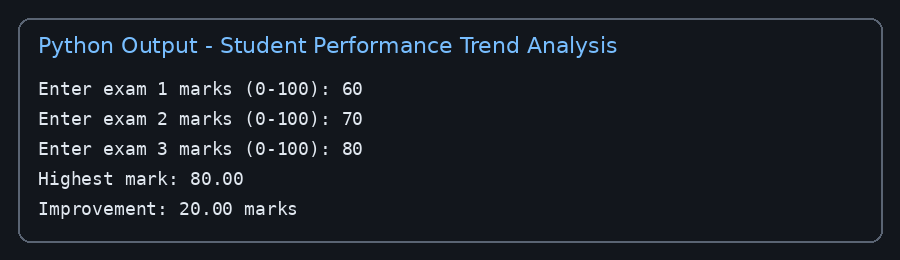 Python Output - Student Performance Trend Analysis
Enter exam 1 marks (0-100): 60
Enter exam 2 marks (0-100): 70
Enter exam 3 marks (0-100): 80
Highest mark: 80.00
Improvement: 20.00 marks